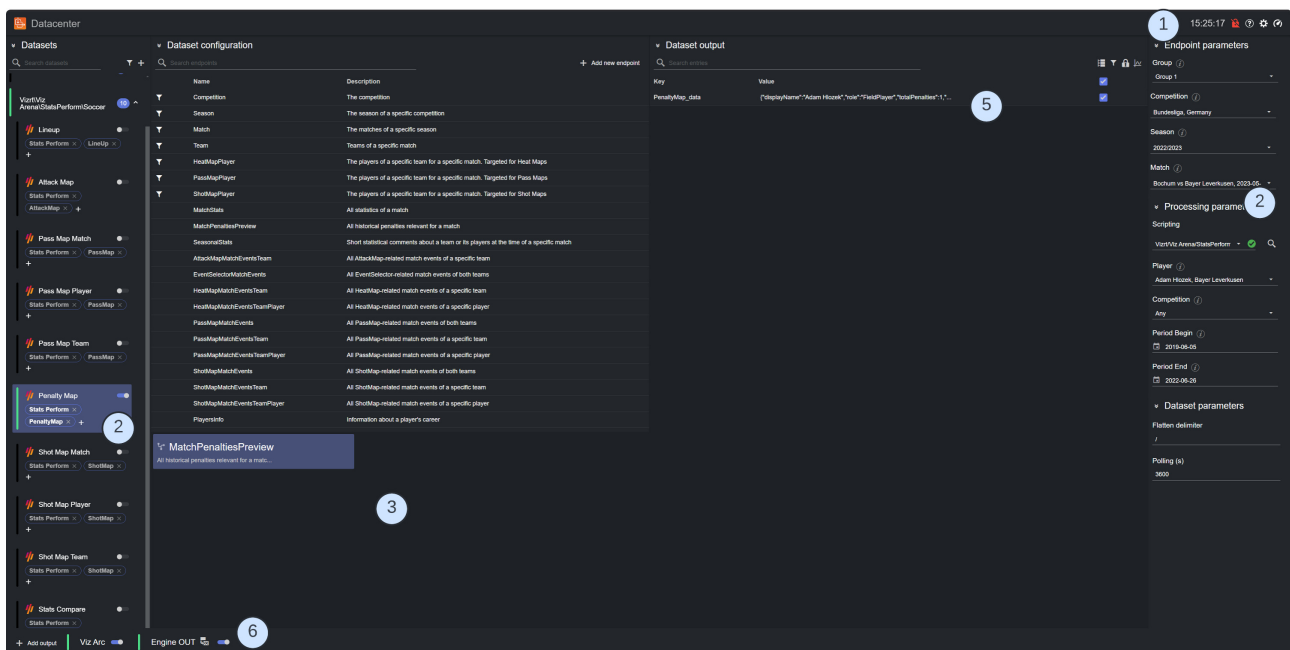 Datacenter
1
15:25:17
Datasets
Search datasets
Vizrt\Viz
Arena\StatsPerform\Soccer
10
Lineup
Stats Perform × LineUp ×
+
Attack Map
Stats Perform ×
AttackMap × +
Pass Map Match
Stats Perform × PassMap ×
+
Pass Map Player
Stats Perform × PassMap ×
+
Pass Map Team
Stats Perform × PassMap ×
+
Penalty Map
Stats Perform ×
PenaltyMap × +
2
Shot Map Match
Stats Perform × ShotMap ×
+
Shot Map Player
Stats Perform × ShotMap ×
+
Shot Map Team
Stats Perform × ShotMap ×
+
Stats Compare
Stats Perform ×
Dataset configuration
Search endpoints
+ Add new endpoint
Name Description
Competition The competition
Season The season of a specific competition
Match The matches of a specific season
Team Teams of a specific match
HeatMapPlayer The players of a specific team for a specific match. Targeted for Heat Maps
PassMapPlayer The players of a specific team for a specific match. Targeted for Pass Maps
ShotMapPlayer The players of a specific team for a specific match. Targeted for Shot Maps
MatchStats All statistics of a match
MatchPenaltiesPreview All historical penalties relevant for a match
SeasonalStats Short statistical comments about a team or its players at the time of a specific match
AttackMapMatchEventsTeam All AttackMap-related match events of a specific team
EventSelectorMatchEvents All EventSelector-related match events of both teams
HeatMapMatchEventsTeam All HeatMap-related match events of a specific team
HeatMapMatchEventsTeamPlayer All HeatMap-related match events of a specific player
PassMapMatchEvents All PassMap-related match events of both teams
PassMapMatchEventsTeam All PassMap-related match events of a specific team
PassMapMatchEventsTeamPlayer All PassMap-related match events of a specific player
ShotMapMatchEvents All ShotMap-related match events of both teams
ShotMapMatchEventsTeam All ShotMap-related match events of a specific team
ShotMapMatchEventsTeamPlayer All ShotMap-related match events of a specific player
PlayersInfo Information about a player's career
MatchPenaltiesPreview
All historical penalties relevant for a matc...
3
Dataset output
Search entries
Key Value
PenaltyMap_data {"displayName":"Adam Hlozek","role":"FieldPlayer","totalPenalties":1,"...
5
Endpoint parameters
Group
Group 1
Competition
Bundesliga, Germany
Season
2022/2023
Match
Bochum vs Bayer Leverkusen, 2023-05-
2
Processing parameters
Scripting
Vizrt/Viz Arena/StatsPerform
Player
Adam Hlozek, Bayer Leverkusen
Competition
Any
Period Begin
2019-06-05
Period End
2022-06-26
Dataset parameters
Flatten delimiter
/
Polling (s)
3600
+ Add output
Viz Arc
Engine OUT
6